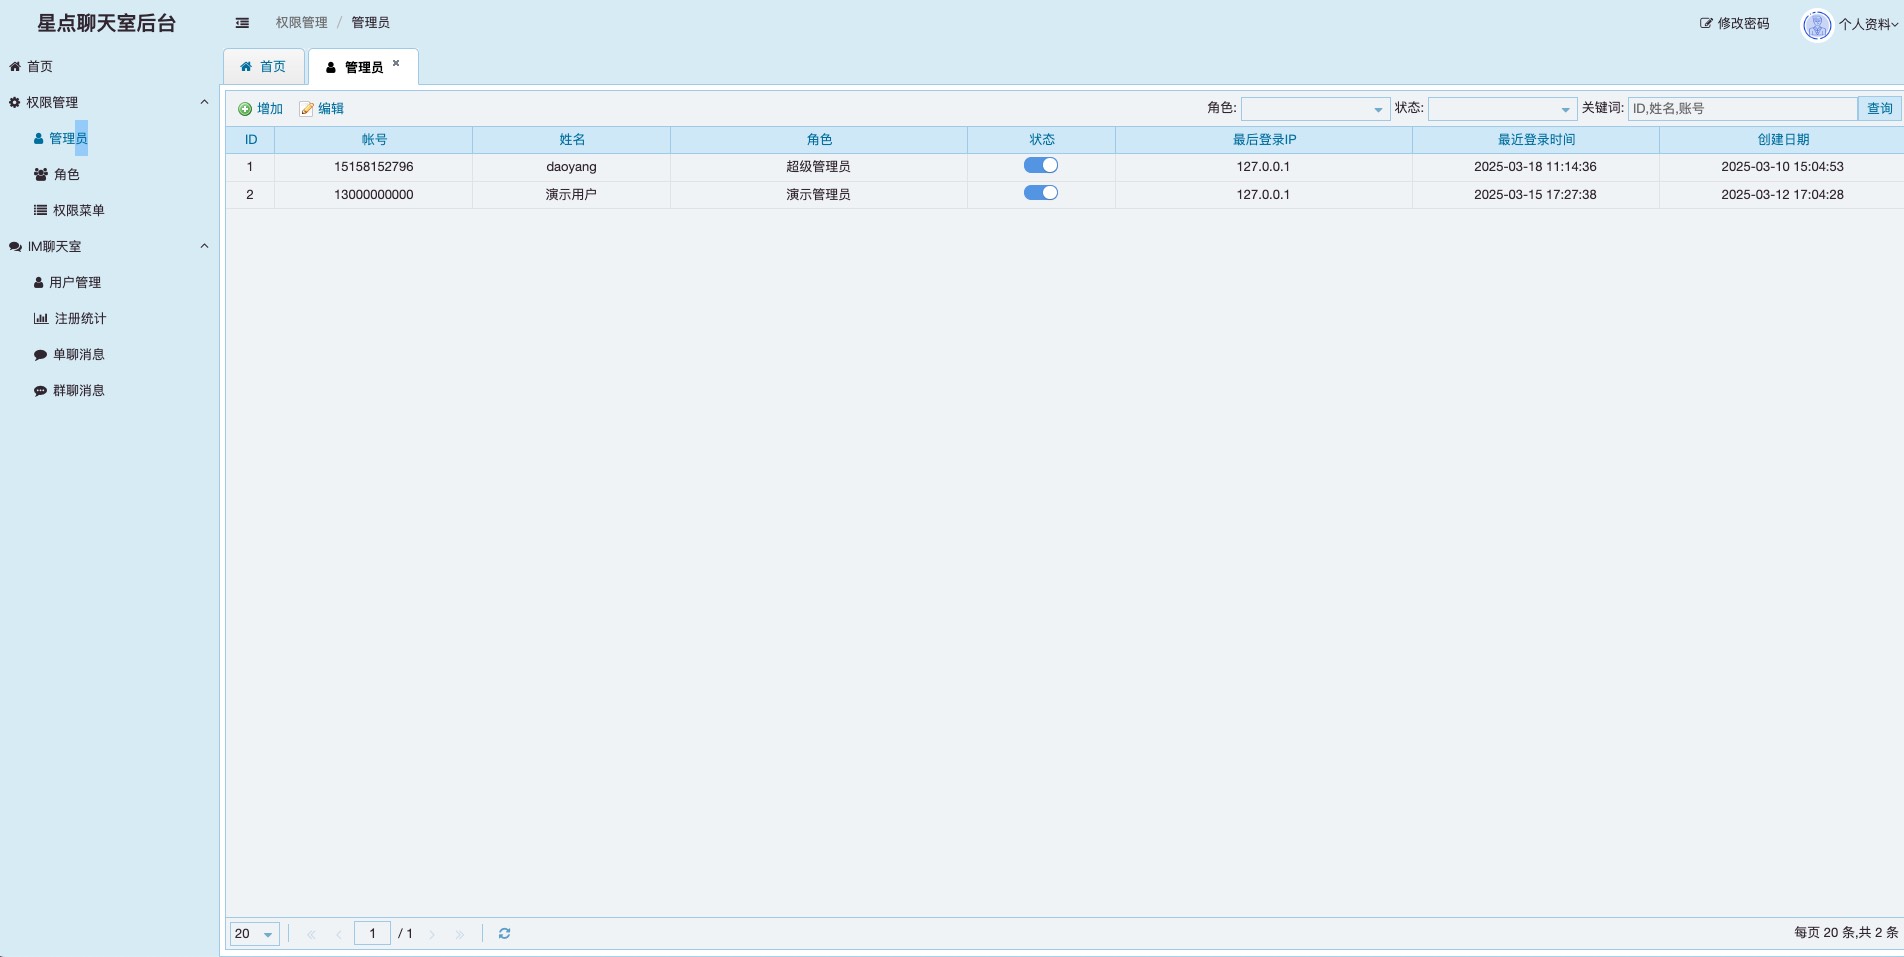 星点聊天室后台
权限管理 / 管理员
修改密码
个人资料
首页
权限管理
管理员
角色
权限菜单
IM聊天室
用户管理
注册统计
单聊消息
群聊消息
首页 管理员 ×
增加 编辑 角色: 状态: 关键词: ID,姓名,账号 查询
ID 帐号 姓名 角色 状态 最后登录IP 最近登录时间 创建日期
1 15158152796 daoyang 超级管理员 127.0.0.1 2025-03-18 11:14:36 2025-03-10 15:04:53
2 13000000000 演示用户 演示管理员 127.0.0.1 2025-03-15 17:27:38 2025-03-12 17:04:28
20 1 / 1 每页 20 条,共 2 条